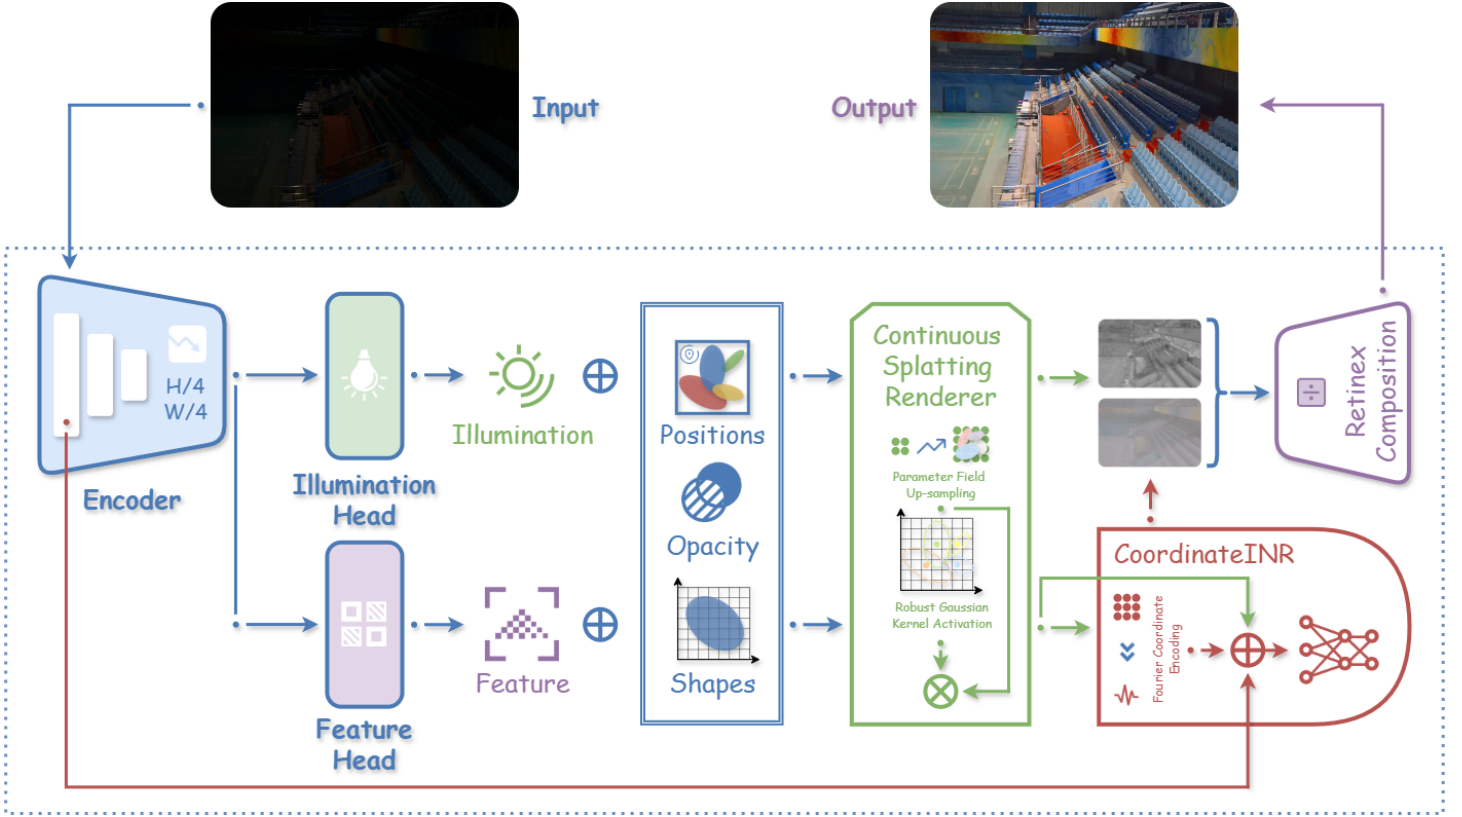 Input
Output
H/4
W/4
Encoder
Illumination
Head
Illumination
Feature
Head
Feature
Positions
Opacity
Shapes
Continuous
Splatting
Renderer
Parameter Field
Up-sampling
Robust Gaussian
Kernel Activation
CoordinateINR
Fourier Coordinate
Encoding
Retinex
Composition